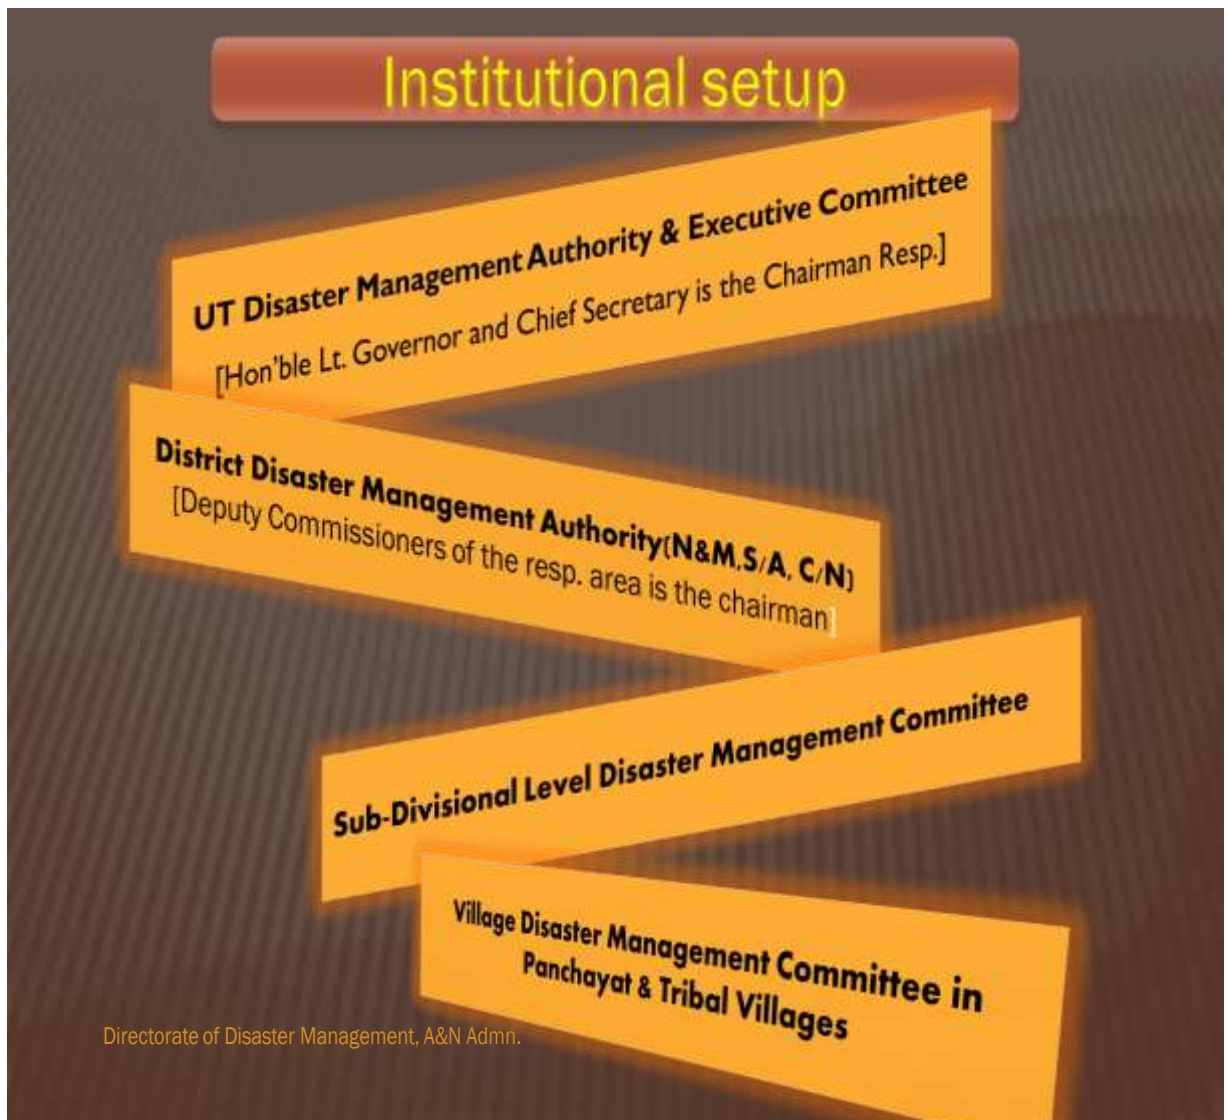 Institutional setup
UT Disaster Management Authority & Executive Committee
[Hon'ble Lt. Governor and Chief Secretary is the Chairman Resp.]
District Disaster Management Authority(N&M,S/A, C/N)
[Deputy Commissioners of the resp. area is the chairman]
Sub-Divisional Level Disaster Management Committee
Village Disaster Management Committee in
Panchayat & Tribal Villages
Directorate of Disaster Management, A&N Admn.